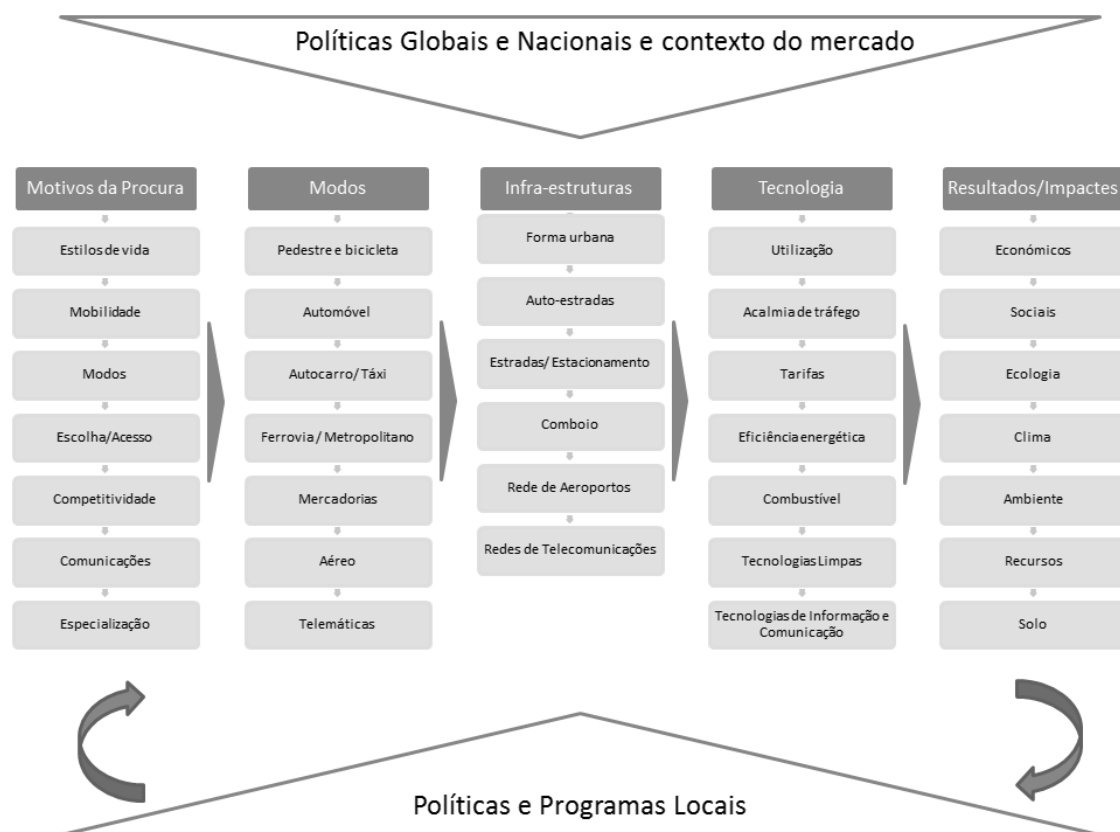 Políticas Globais e Nacionais e contexto do mercado
Motivos da Procura
Estilos de vida
Mobilidade
Modos
Escolha/Acesso
Competitividade
Comunicações
Especialização
Modos
Pedestre e bicicleta
Automóvel
Autocarro/ Táxi
Ferrovia / Metropolitano
Mercadorias
Aéreo
Telemáticas
Infra-estruturas
Forma urbana
Auto-estradas
Estradas/ Estacionamento
Comboio
Rede de Aeroportos
Redes de Telecomunicações
Tecnologia
Utilização
Acalmia de tráfego
Tarifas
Eficiência energética
Combustível
Tecnologias Limpas
Tecnologias de Informação e
Comunicação
Resultados/Impactes
Económicos
Sociais
Ecologia
Clima
Ambiente
Recursos
Solo
Políticas e Programas Locais